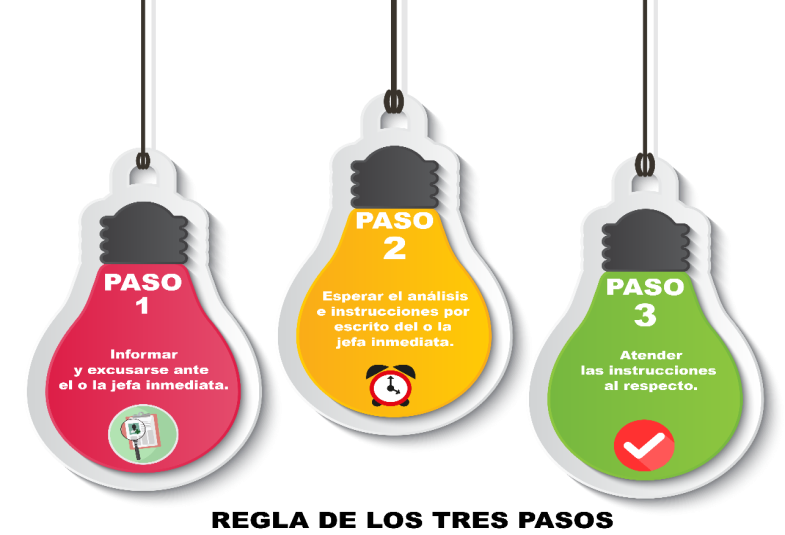 PASO
1
Informar
y excusarse ante
el o la jefa inmediata.
PASO
2
Esperar el análisis
e instrucciones por
escrito del o la
jefa inmediata.
PASO
3
Atender
las instrucciones
al respecto.
REGLA DE LOS TRES PASOS